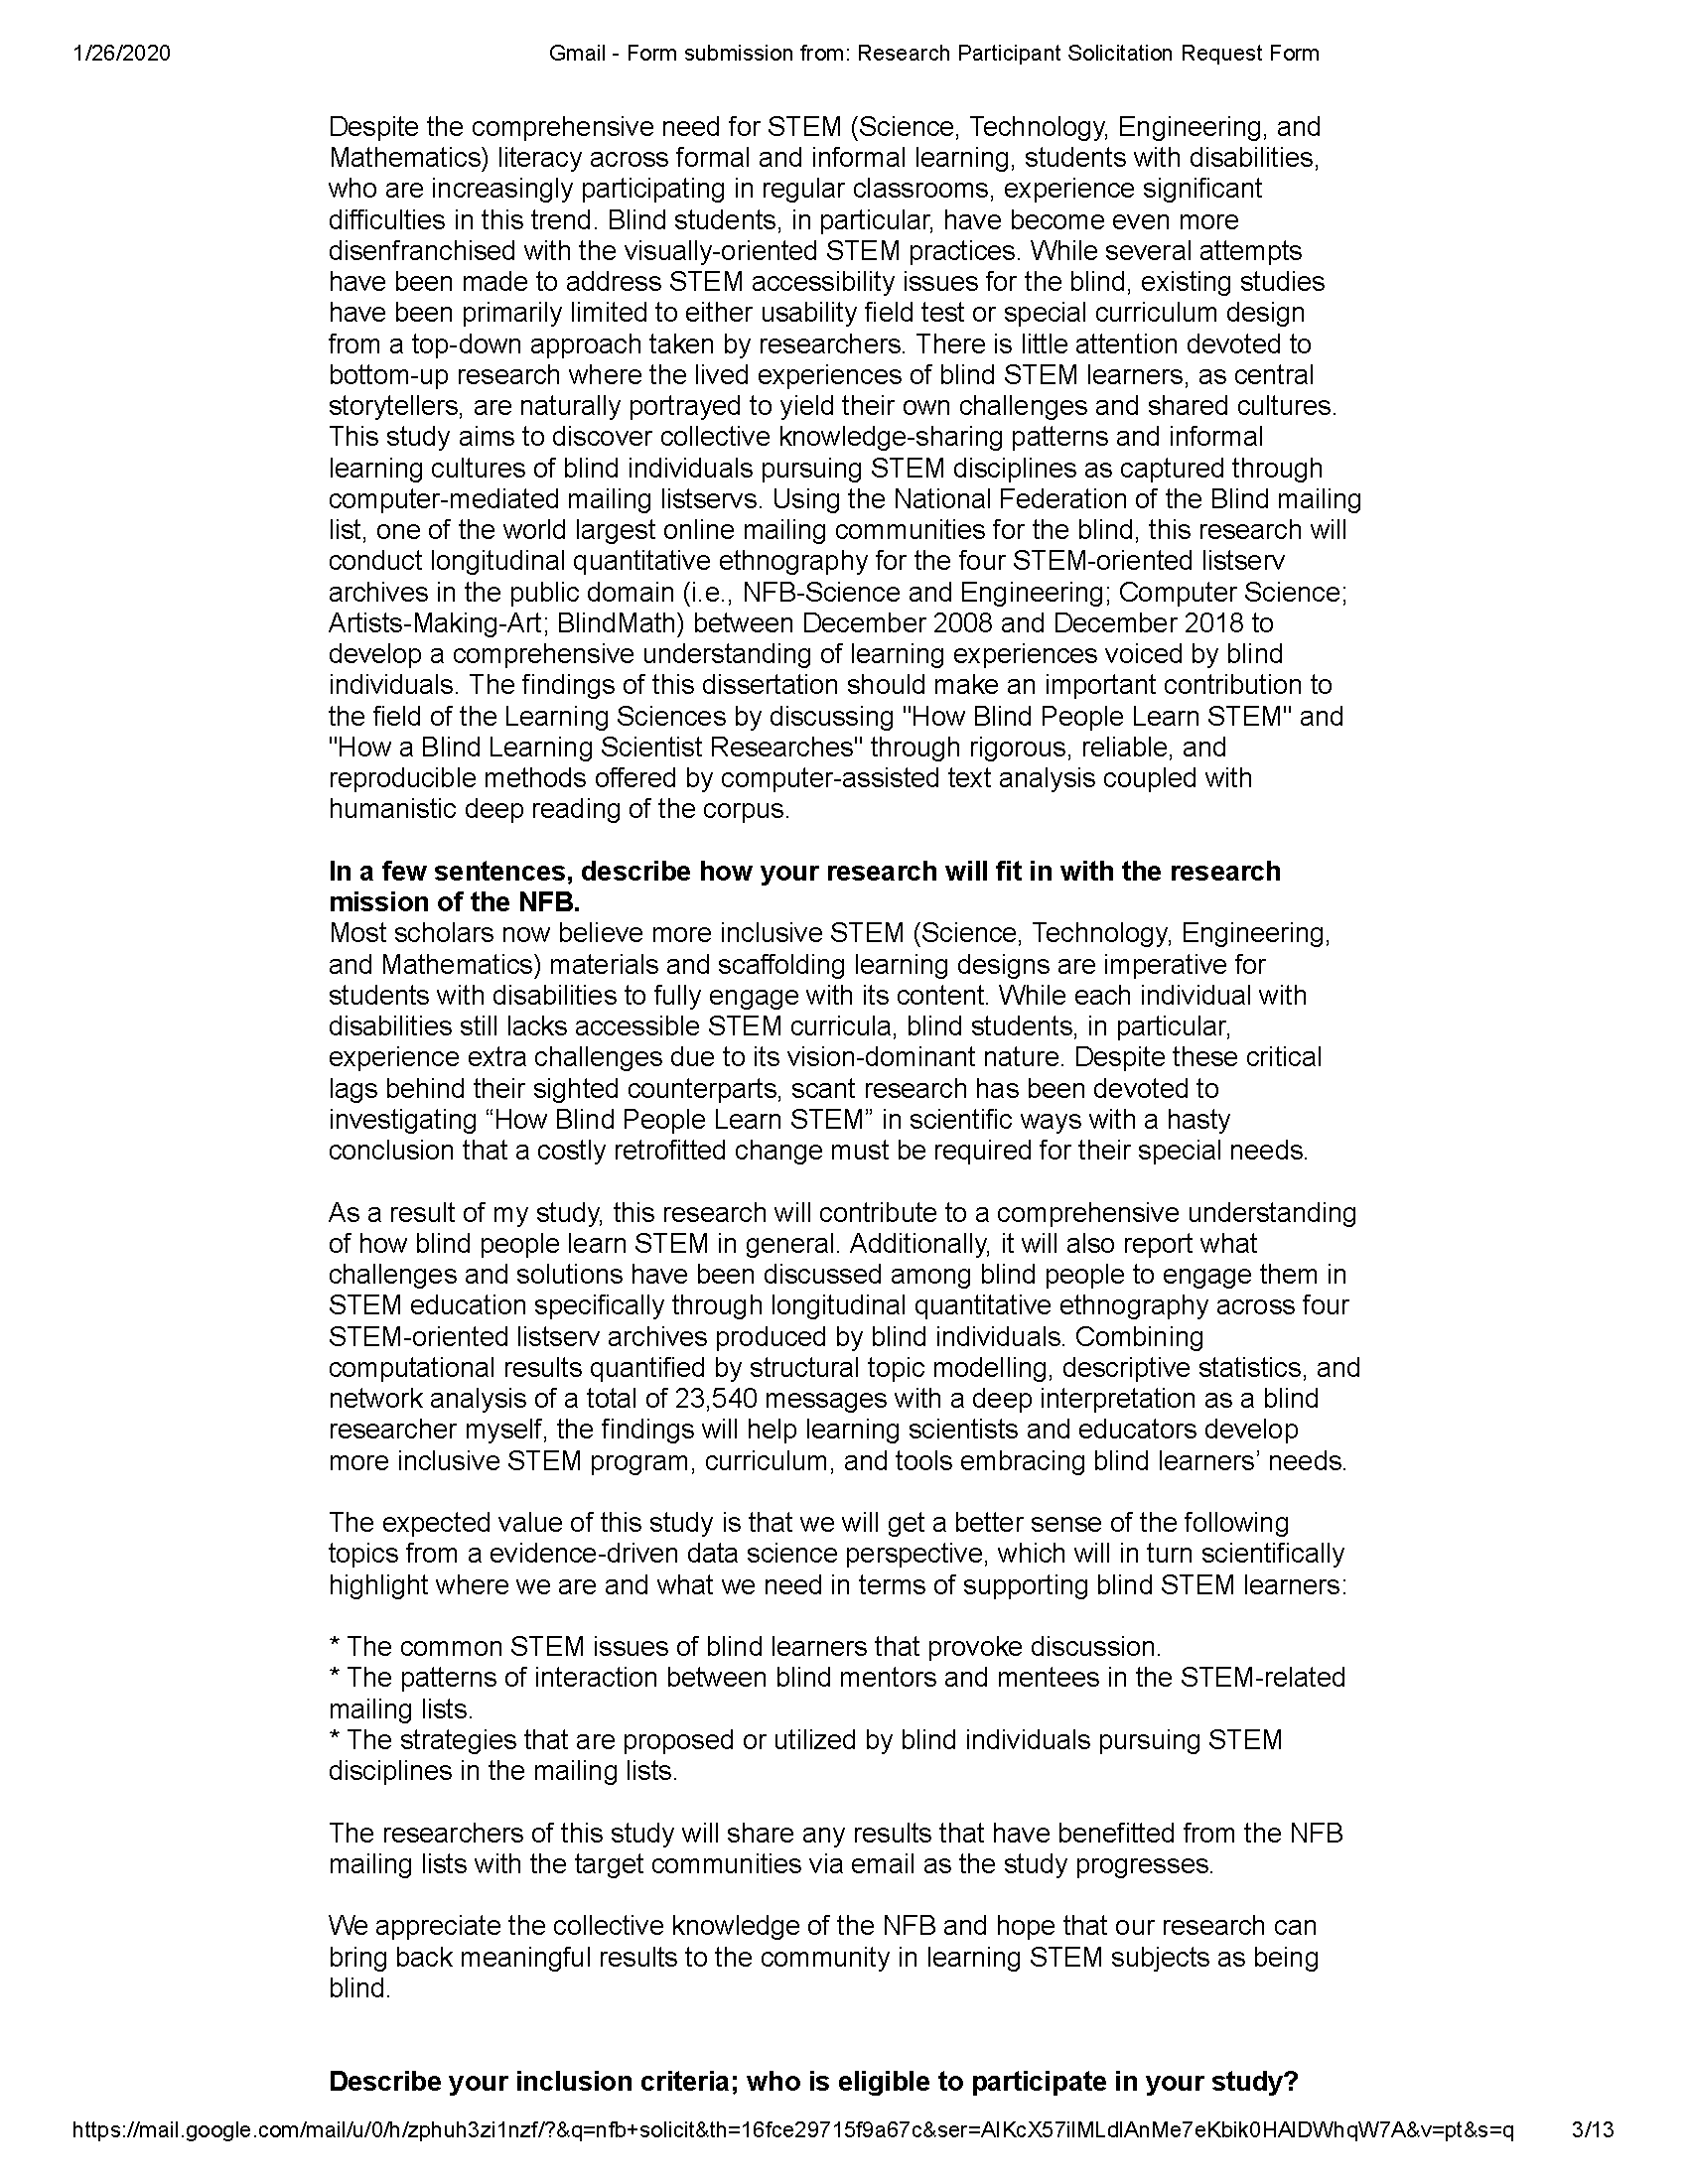 1/26/2020 Gmail - Form submission from: Research Participant Solicitation Request Form
Despite the comprehensive need for STEM (Science, Technology, Engineering, and
Mathematics) literacy across formal and informal learning, students with disabilities,
who are increasingly participating in regular classrooms, experience significant
difficulties in this trend. Blind students, in particular, have become even more
disenfranchised with the visually-oriented STEM practices. While several attempts
have been made to address STEM accessibility issues for the blind, existing studies
have been primarily limited to either usability field test or special curriculum design
from a top-down approach taken by researchers. There is little attention devoted to
bottom-up research where the lived experiences of blind STEM learners, as central
storytellers, are naturally portrayed to yield their own challenges and shared cultures.
This study aims to discover collective knowledge-sharing patterns and informal
learning cultures of blind individuals pursuing STEM disciplines as captured through
computer-mediated mailing listservs. Using the National Federation of the Blind mailing
list, one of the world largest online mailing communities for the blind, this research will
conduct longitudinal quantitative ethnography for the four STEM-oriented listserv
archives in the public domain (i.e., NFB-Science and Engineering; Computer Science;
Artists-Making-Art; BlindMath) between December 2008 and December 2018 to
develop a comprehensive understanding of learning experiences voiced by blind
individuals. The findings of this dissertation should make an important contribution to
the field of the Learning Sciences by discussing "How Blind People Learn STEM" and
"How a Blind Learning Scientist Researches" through rigorous, reliable, and
reproducible methods offered by computer-assisted text analysis coupled with
humanistic deep reading of the corpus.
In a few sentences, describe how your research will fit in with the research
mission of the NFB.
Most scholars now believe more inclusive STEM (Science, Technology, Engineering,
and Mathematics) materials and scaffolding learning designs are imperative for
students with disabilities to fully engage with its content. While each individual with
disabilities still lacks accessible STEM curricula, blind students, in particular,
experience extra challenges due to its vision-dominant nature. Despite these critical
lags behind their sighted counterparts, scant research has been devoted to
investigating “How Blind People Learn STEM” in scientific ways with a hasty
conclusion that a costly retrofitted change must be required for their special needs.
As a result of my study, this research will contribute to a comprehensive understanding
of how blind people learn STEM in general. Additionally, it will also report what
challenges and solutions have been discussed among blind people to engage them in
STEM education specifically through longitudinal quantitative ethnography across four
STEM-oriented listserv archives produced by blind individuals. Combining
computational results quantified by structural topic modelling, descriptive statistics, and
network analysis of a total of 23,540 messages with a deep interpretation as a blind
researcher myself, the findings will help learning scientists and educators develop
more inclusive STEM program, curriculum, and tools embracing blind learners’ needs.
The expected value of this study is that we will get a better sense of the following
topics from a evidence-driven data science perspective, which will in turn scientifically
highlight where we are and what we need in terms of supporting blind STEM learners:
* The common STEM issues of blind learners that provoke discussion.
* The patterns of interaction between blind mentors and mentees in the STEM-related
mailing lists.
* The strategies that are proposed or utilized by blind individuals pursuing STEM
disciplines in the mailing lists.
The researchers of this study will share any results that have benefitted from the NFB
mailing lists with the target communities via email as the study progresses.
We appreciate the collective knowledge of the NFB and hope that our research can
bring back meaningful results to the community in learning STEM subjects as being
blind.
Describe your inclusion criteria; who is eligible to participate in your study?
https://mail.google.com/mail/u/0/h/zphuh3zi1nzf/?&q=nfb+solicit&th=16fce29715f9a67c&ser=AIKcX57ilMLdlAnMe7eKbik0HAlDWhqW7A&v=pt&s=q 3/13